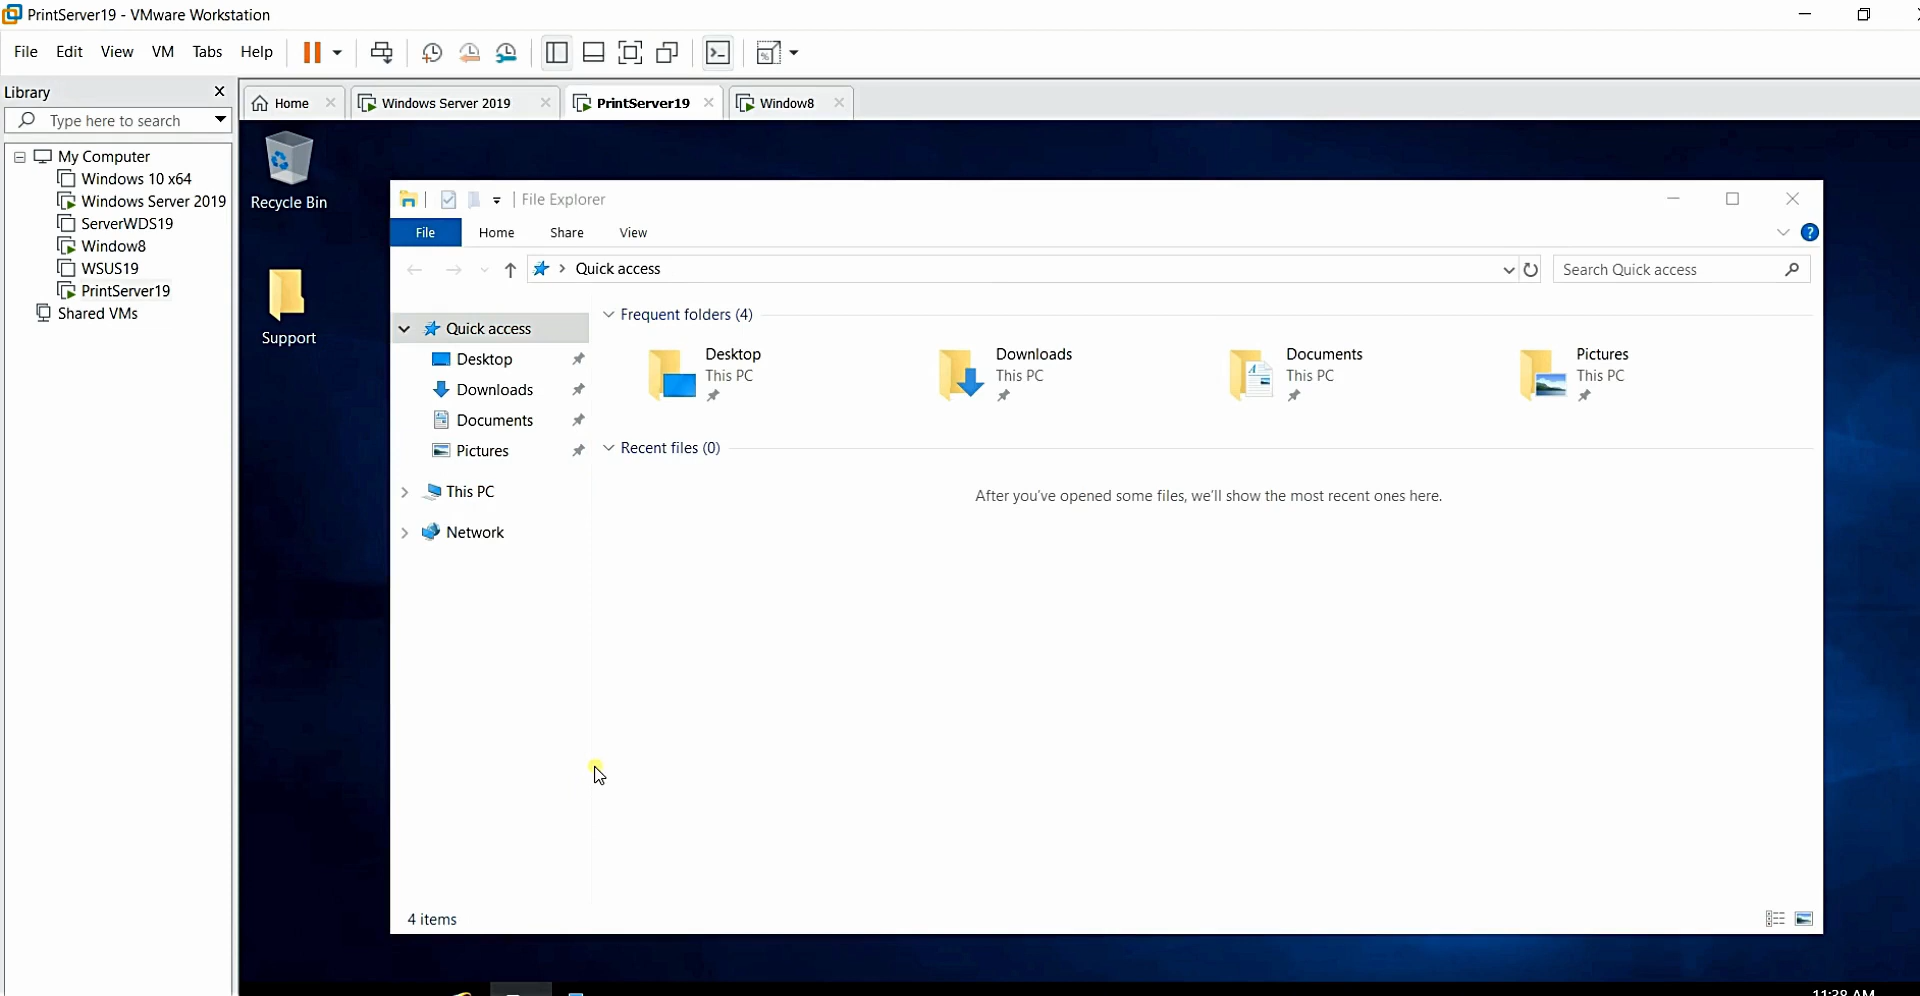 PrintServer19 - VMware Workstation
File Edit View VM Tabs Help
Library
Type here to search
My Computer
Windows 10 x64
Windows Server 2019
ServerWDS19
Window8
WSUS19
PrintServer19
Shared VMs
Home Windows Server 2019 PrintServer19 Window8
Recycle Bin
Support
File Explorer
File Home Share View
?
Quick access
Search Quick access
Quick access
Desktop
Downloads
Documents
Pictures
This PC
Network
Frequent folders (4)
Desktop
This PC
Downloads
This PC
Documents
This PC
Pictures
This PC
Recent files (0)
After you've opened some files, we'll show the most recent ones here.
4 items
11:38 AM